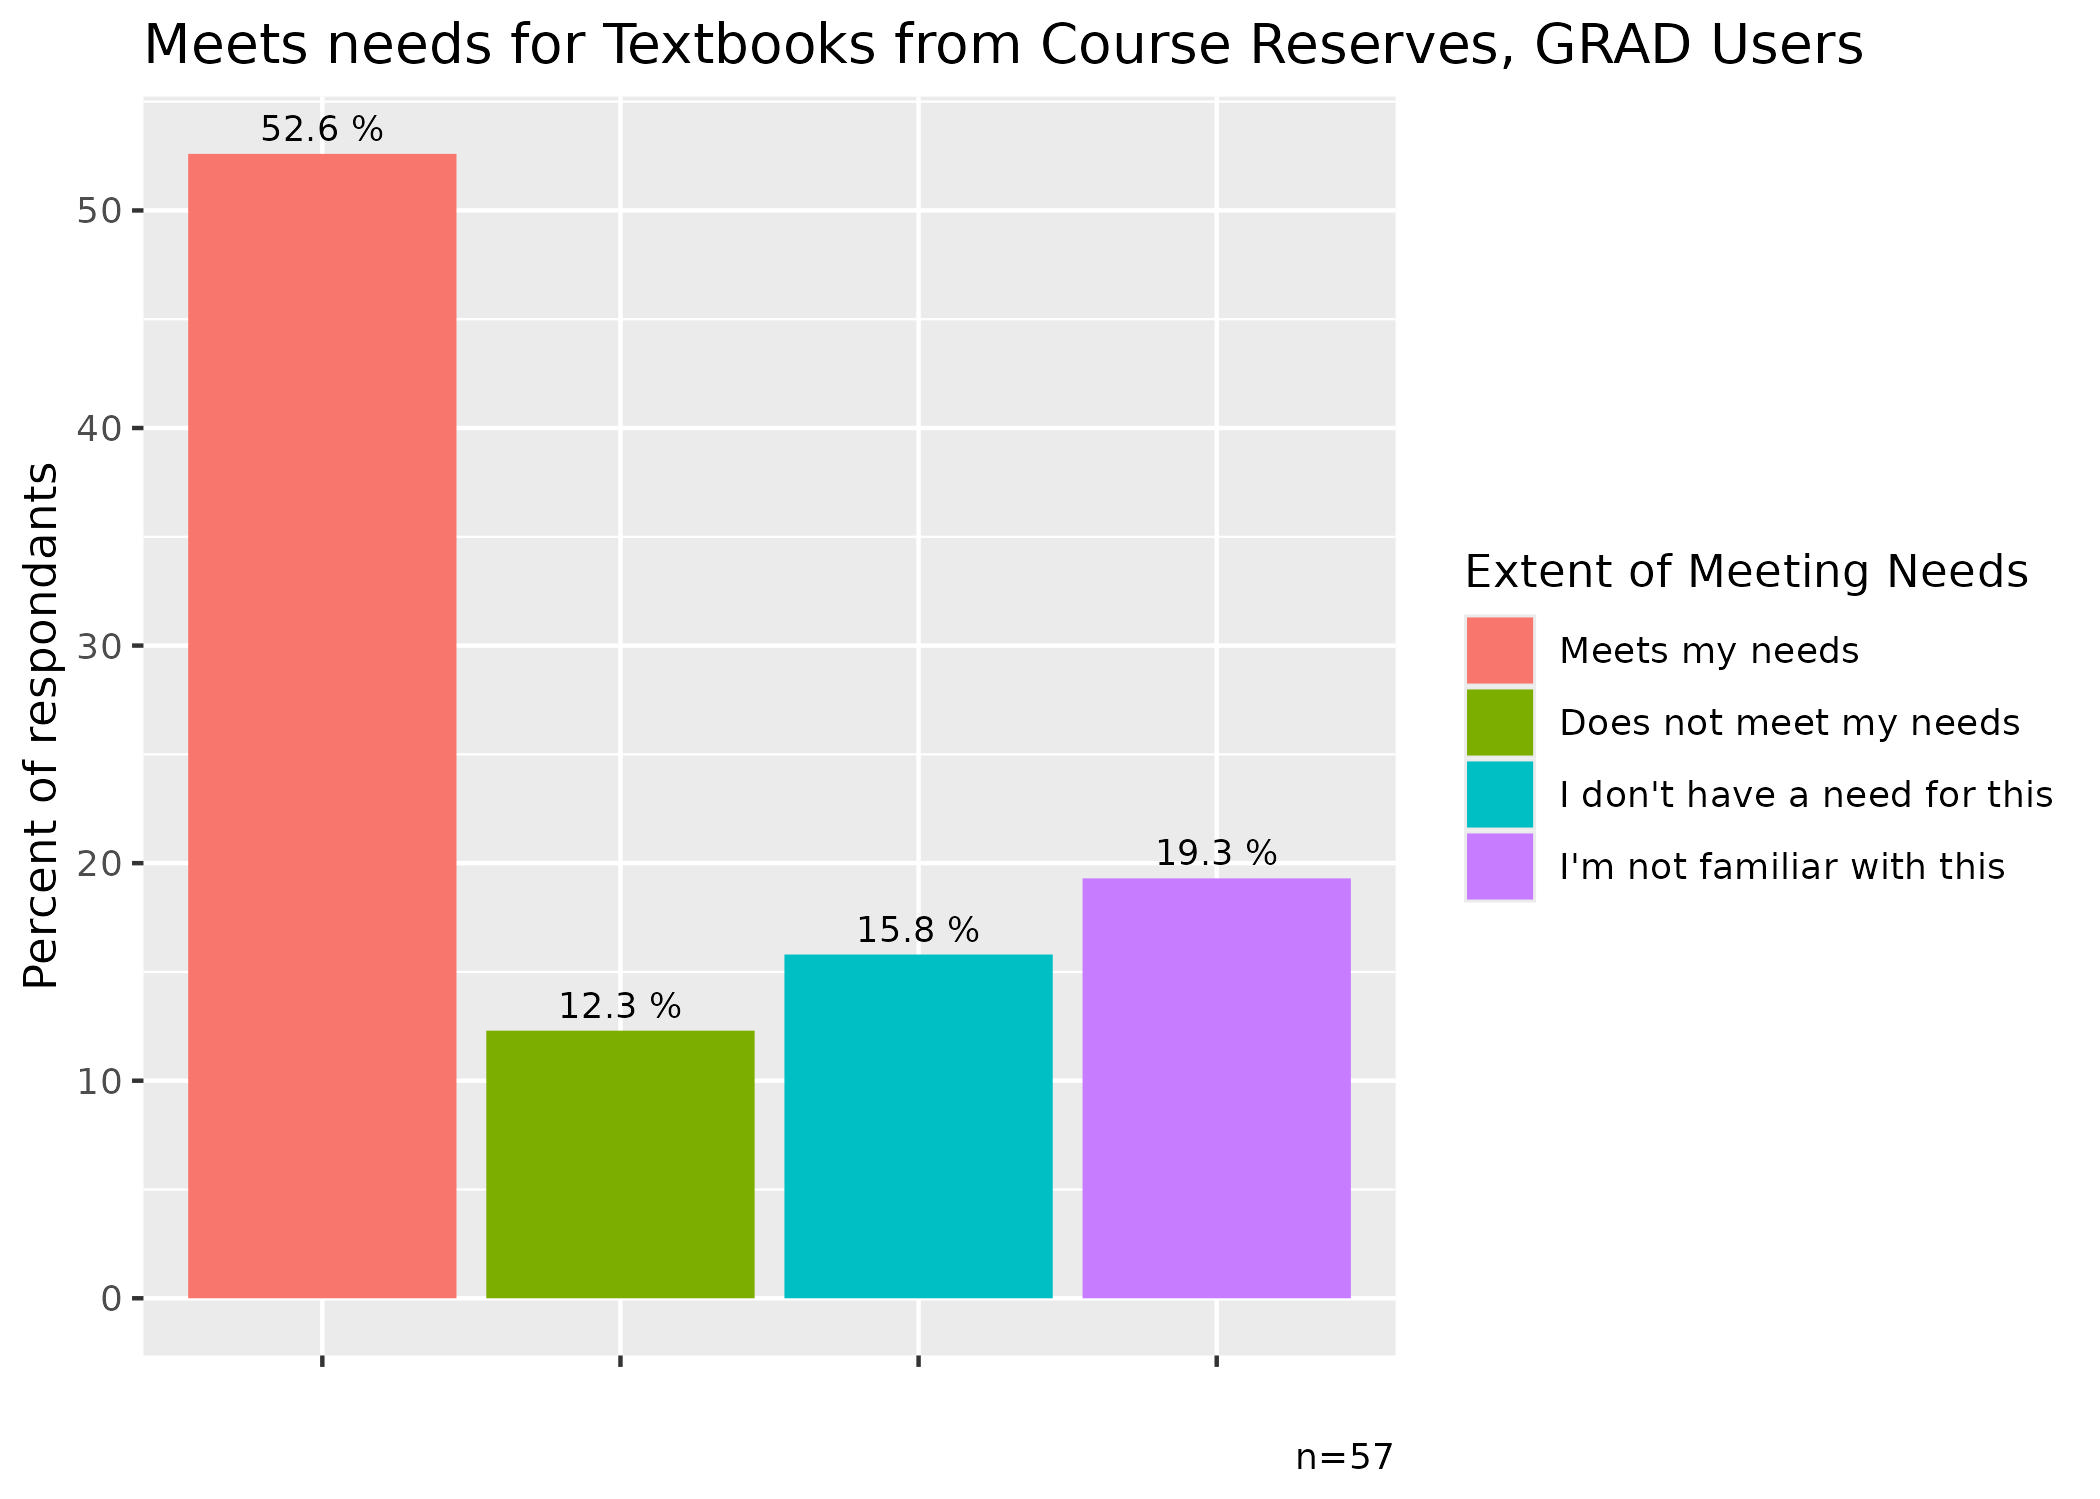 Meets needs for Textbooks from Course Reserves, GRAD Users
Percent of respondants
50
40
30
20
10
0
52.6 %
12.3 %
15.8 %
19.3 %
Extent of Meeting Needs
Meets my needs
Does not meet my needs
I don't have a need for this
I'm not familiar with this
n=57